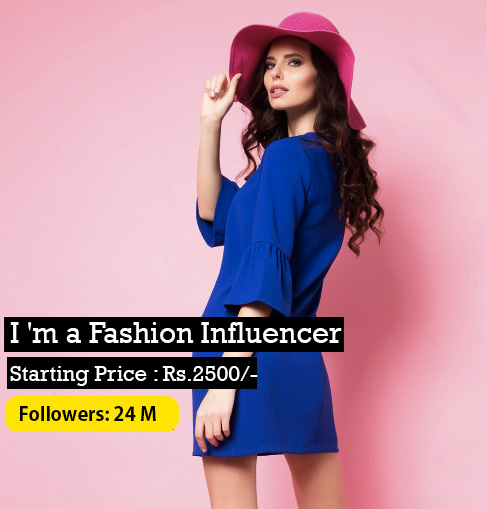 I 'm a Fashion Influencer
Starting Price : Rs.2500/-
Followers: 24 M